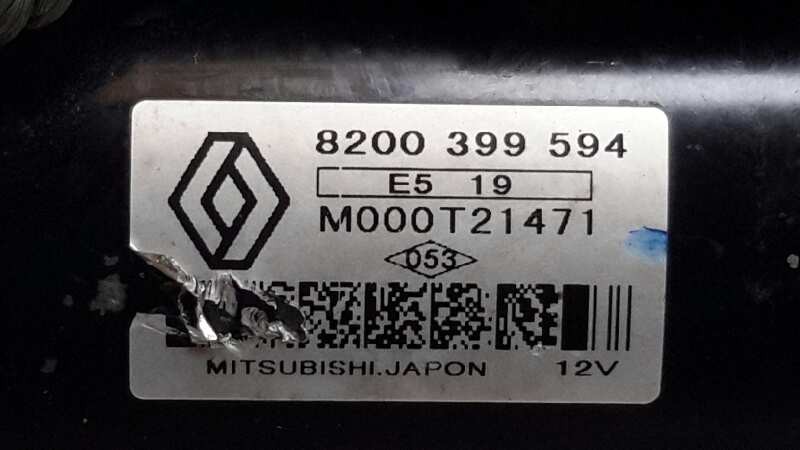 8200 399 594
E5 19
M000T21471
053
MITSUBISHI.JAPON 12V